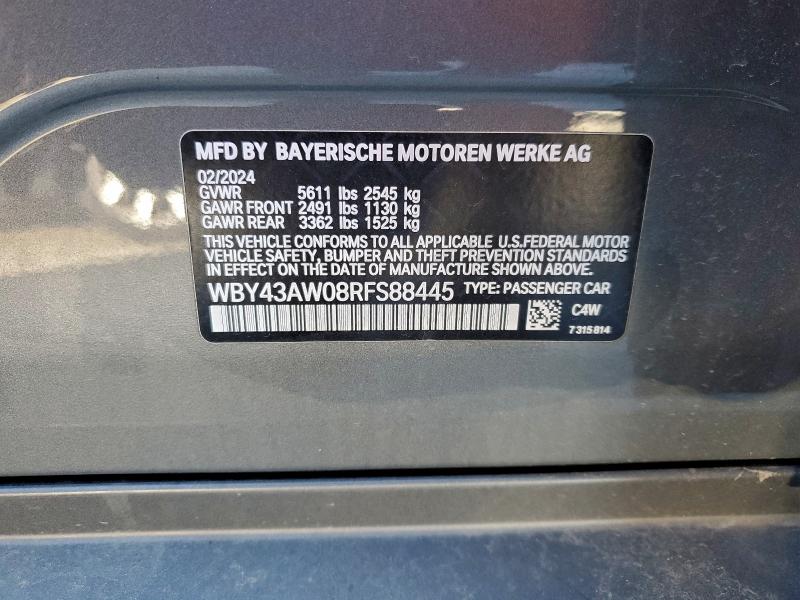 MFD BY BAYERISCHE MOTOREN WERKE AG
02/2024
GVWR 5611 lbs 2545 kg
GAWR FRONT 2491 lbs 1130 kg
GAWR REAR 3362 lbs 1525 kg
THIS VEHICLE CONFORMS TO ALL APPLICABLE U.S.FEDERAL MOTOR
VEHICLE SAFETY, BUMPER AND THEFT PREVENTION STANDARDS
IN EFFECT ON THE DATE OF MANUFACTURE SHOWN ABOVE.
WBY43AW08RFS88445 TYPE: PASSENGER CAR
C4W
7315814